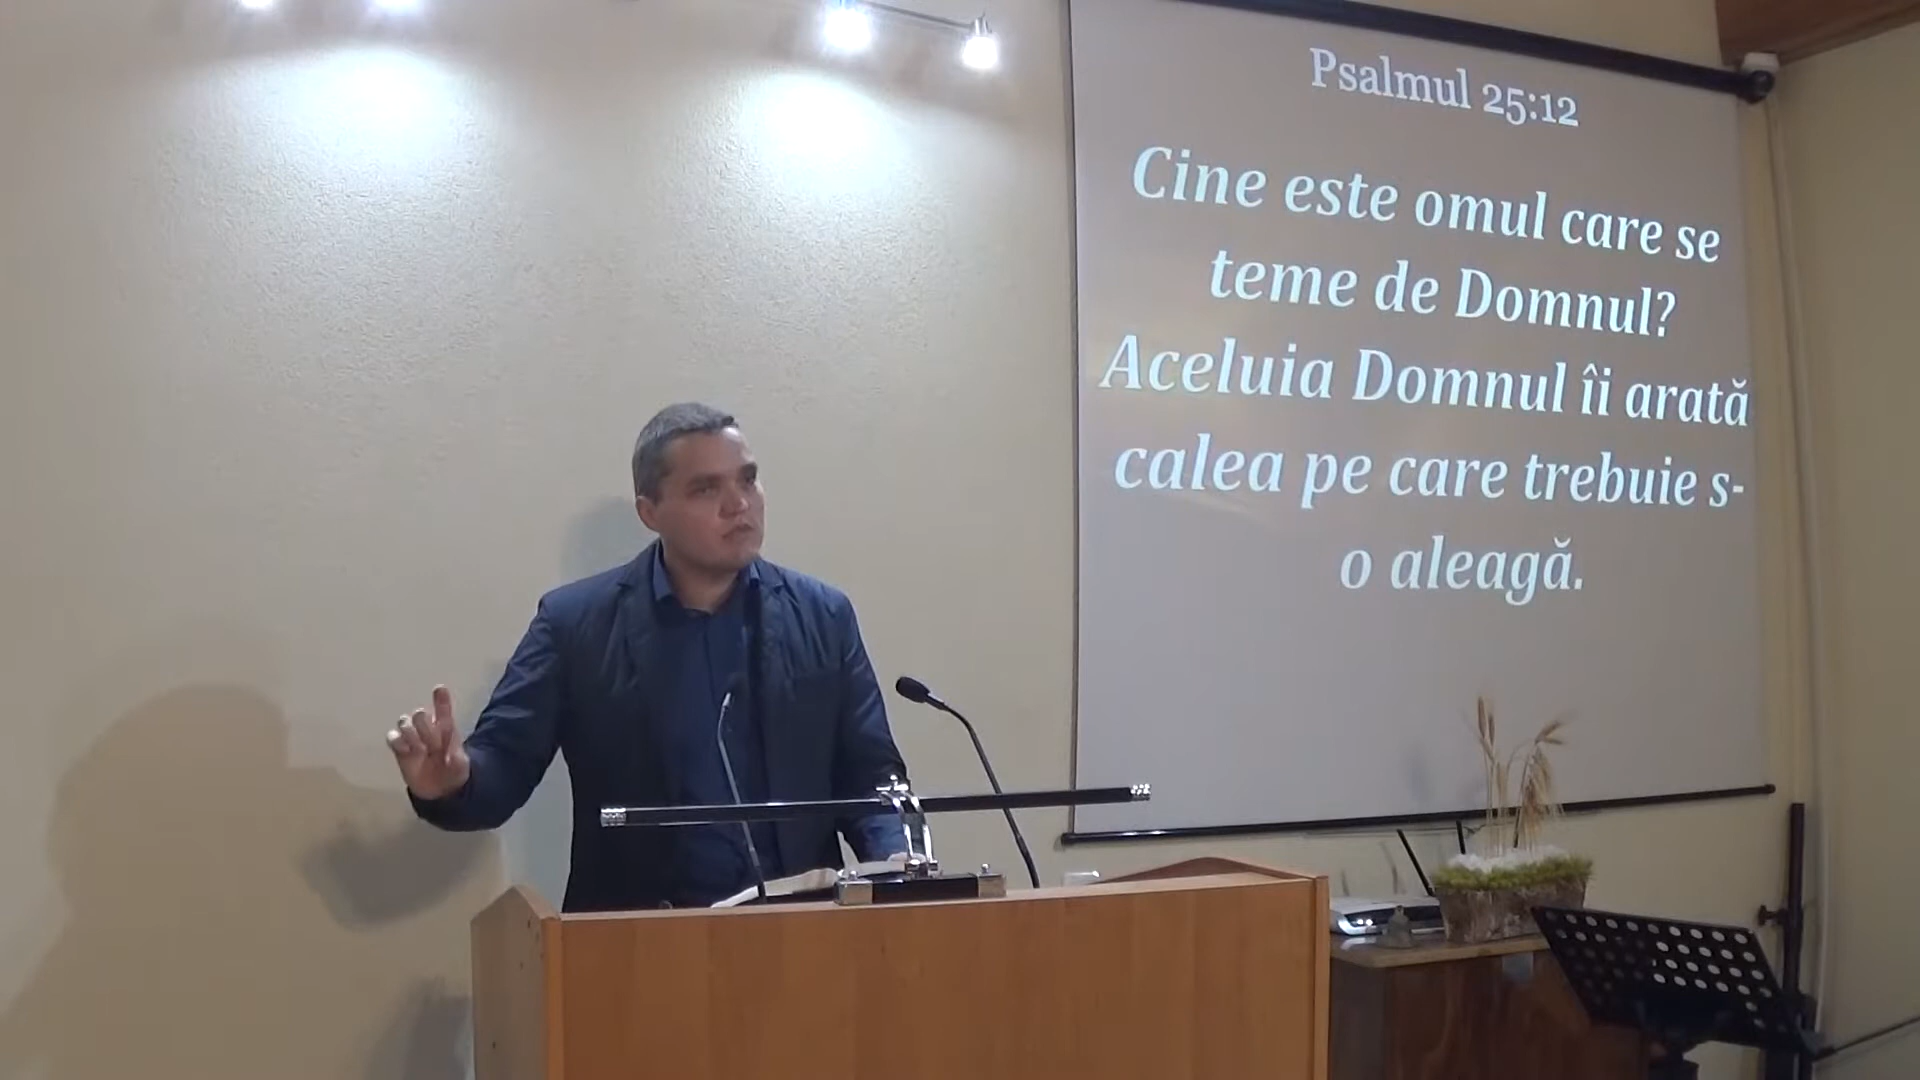 Psalmul 25:12
Cine este omul care se
teme de Domnul?
Aceluia Domnul îi arată
calea pe care trebuie s-
o aleagă.